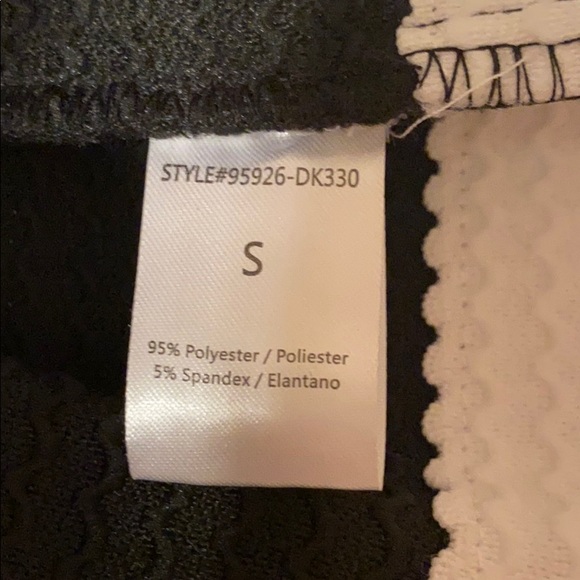 STYLE#95926-DK330
S
95% Polyester / Poliester
5% Spandex / Elantano